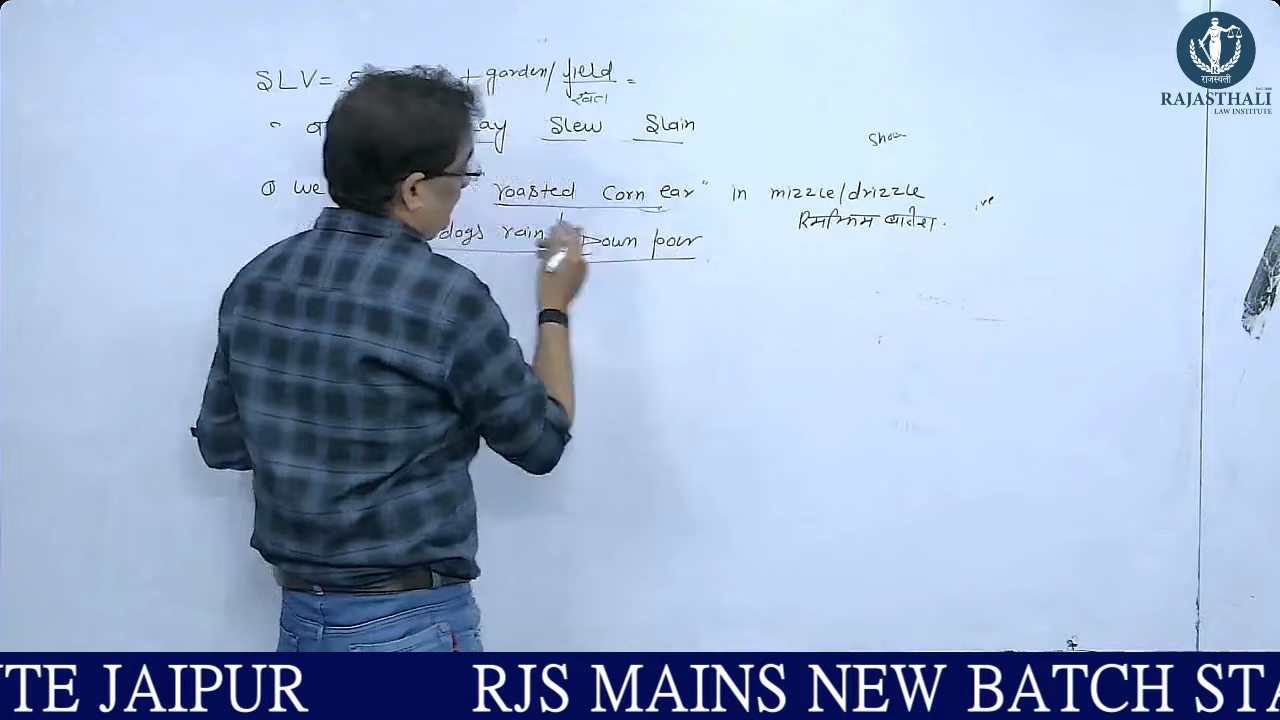 SLV= + garden/ field =
ay Slew Slain
we roasted corn ear" in mizzle/drizzle
रिमझिम बारिश.
dogs rain / Down pour
राजस्थली
RAJASTHALI
LAW INSTITUTE
TE JAIPUR RJS MAINS NEW BATCH STA